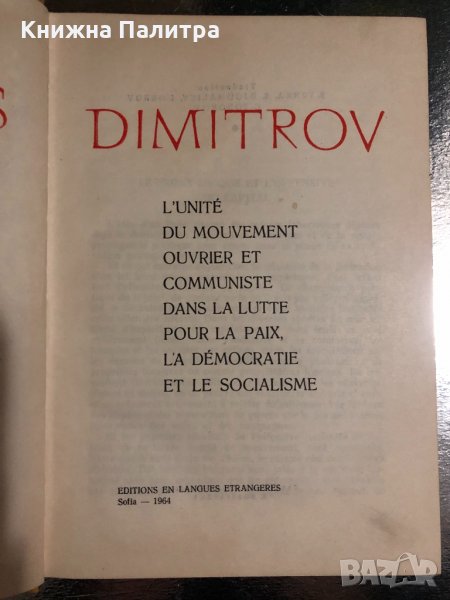 Книжна Палитра
S
DIMITROV
L'UNITÉ
DU MOUVEMENT
OUVRIER ET
COMMUNISTE
DANS LA LUTTE
POUR LA PAIX,
L'A DÉMOCRATIE
ET LE SOCIALISME
EDITIONS EN LANGUES ETRANGERES
Sofia — 1964
BAZAR